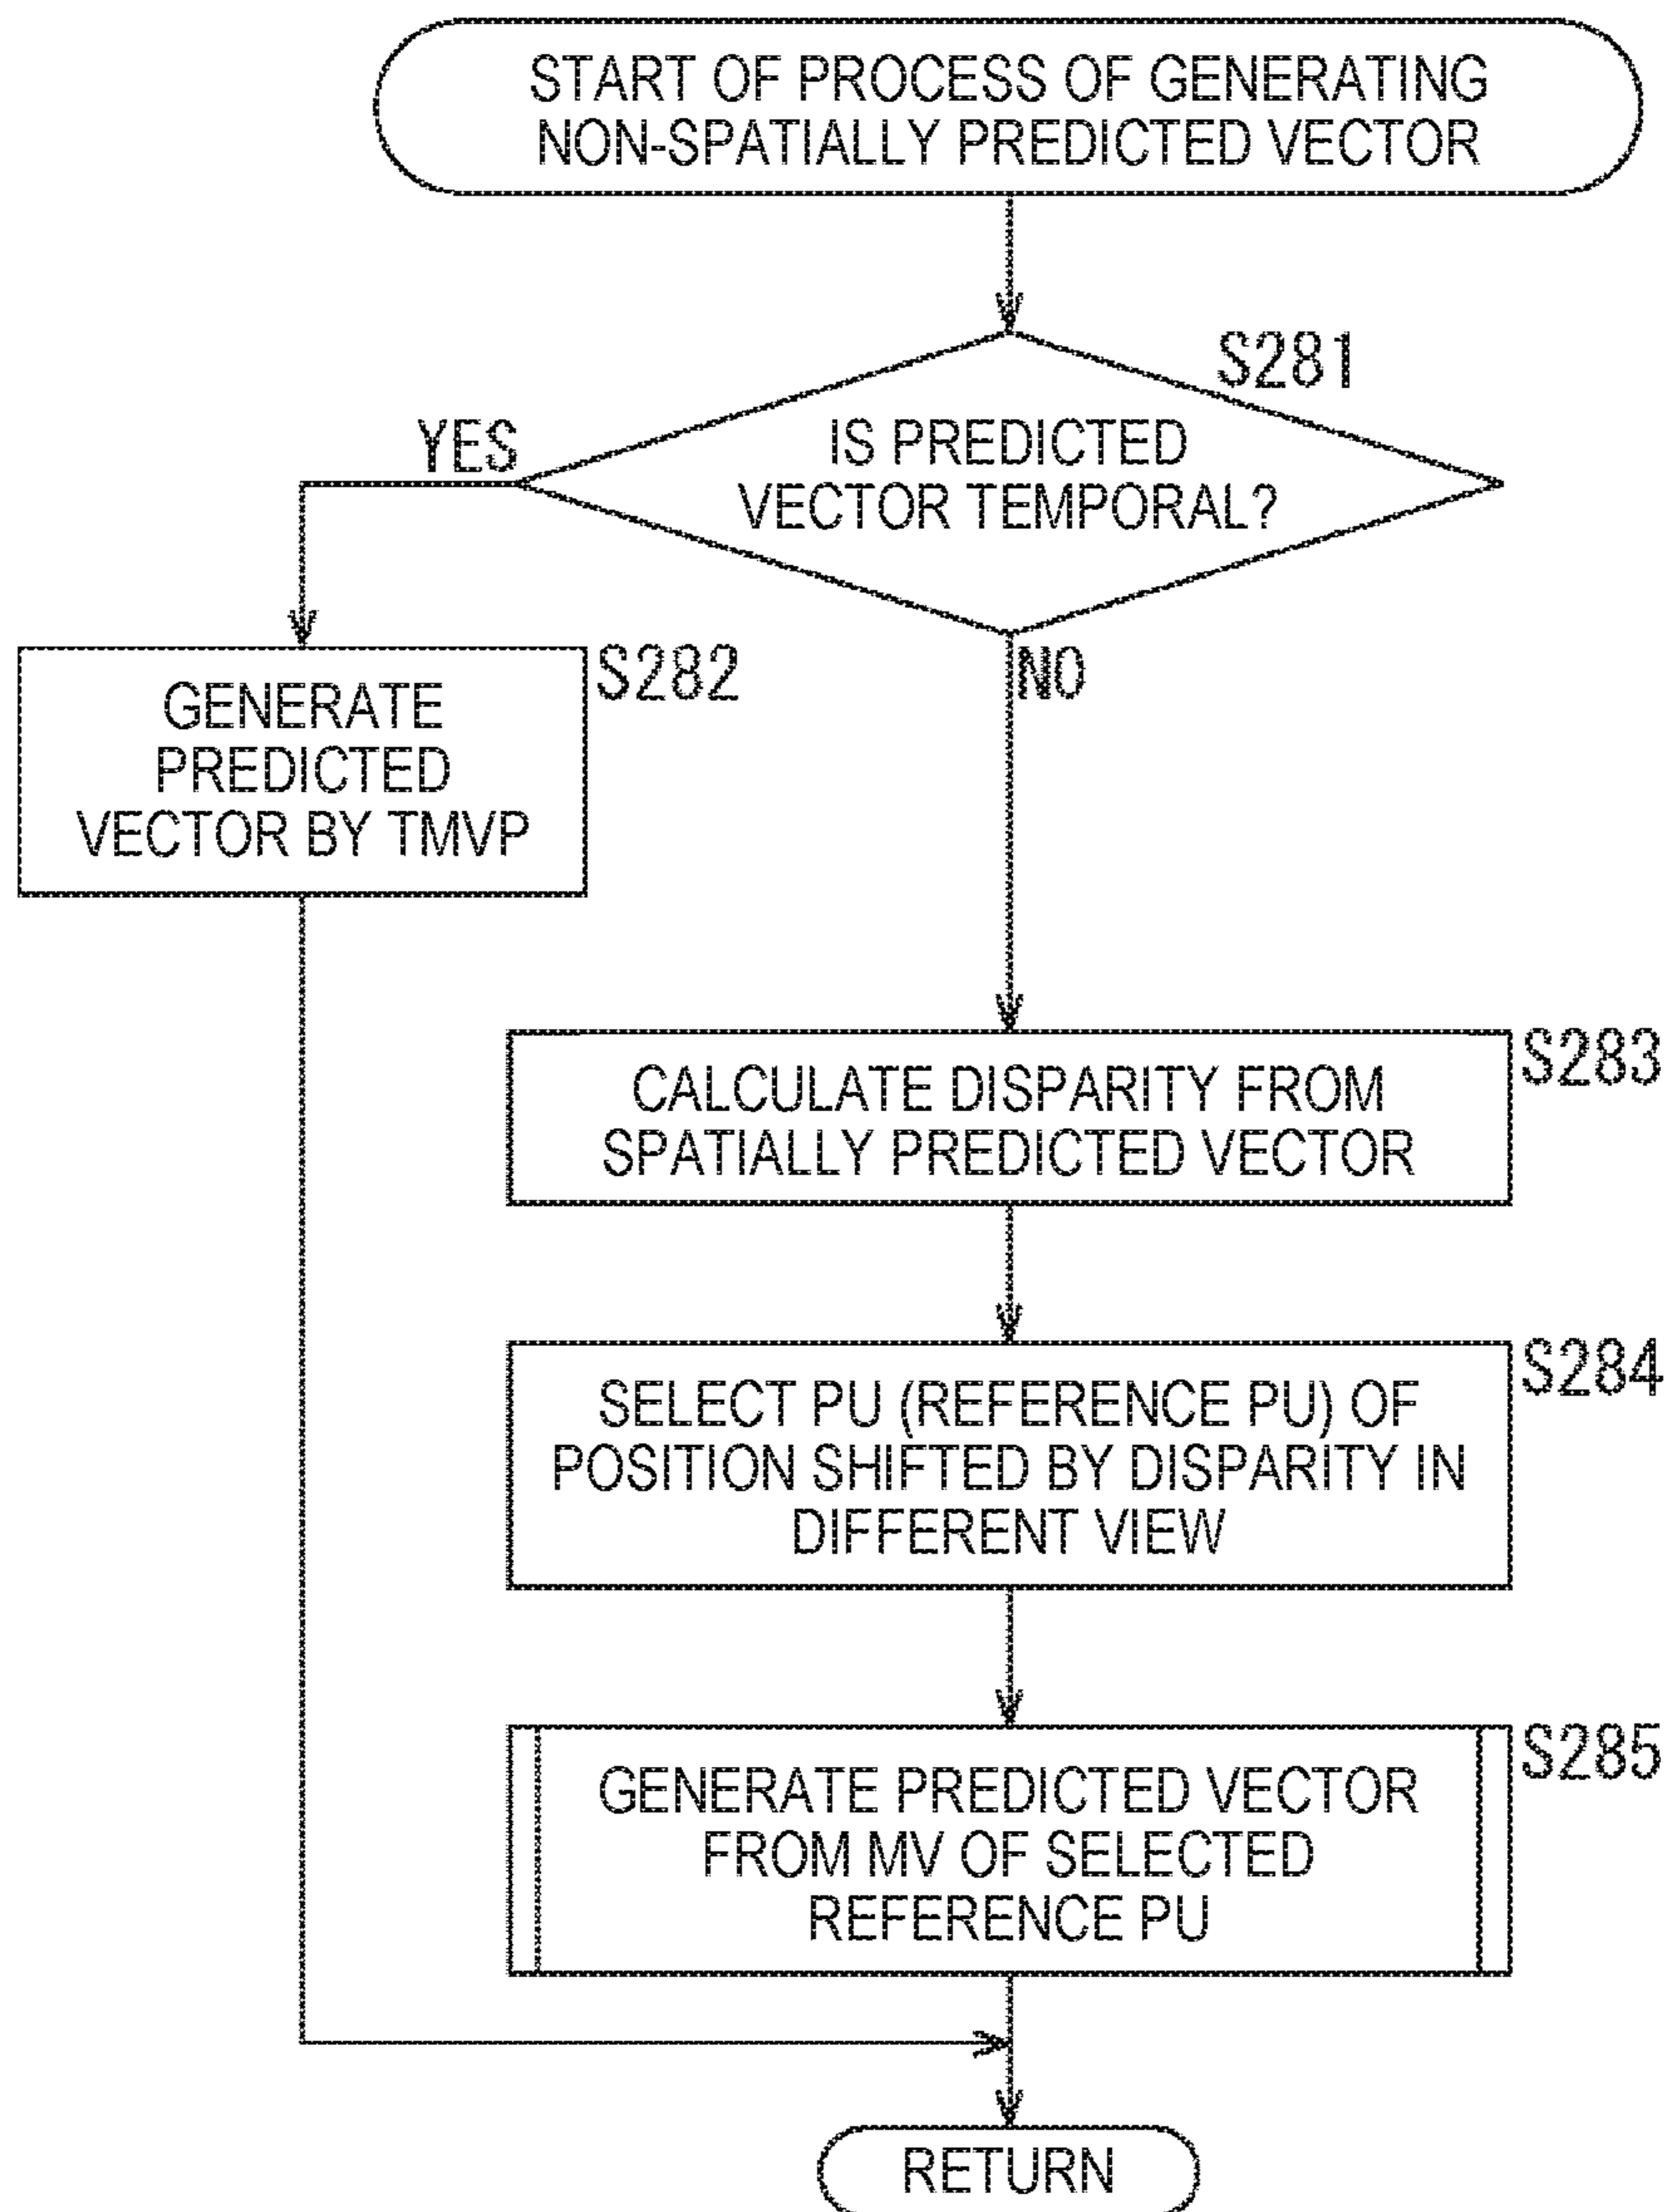 START OF PROCESS OF GENERATING
NON-SPATIALLY PREDICTED VECTOR
S281
YES
IS PREDICTED
VECTOR TEMPORAL?
NO
S282
GENERATE
PREDICTED
VECTOR BY TMVP
S283
CALCULATE DISPARITY FROM
SPATIALLY PREDICTED VECTOR
S284
SELECT PU (REFERENCE PU) OF
POSITION SHIFTED BY DISPARITY IN
DIFFERENT VIEW
S285
GENERATE PREDICTED VECTOR
FROM MV OF SELECTED
REFERENCE PU
RETURN